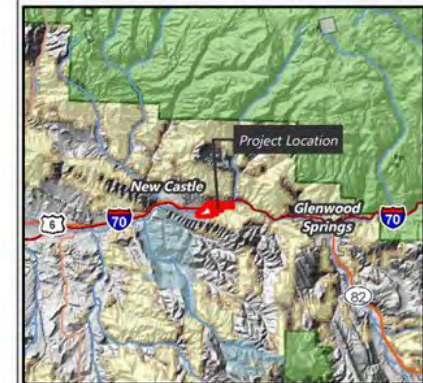 Project Location
New Castle
6
70
Glenwood
Springs
70
82